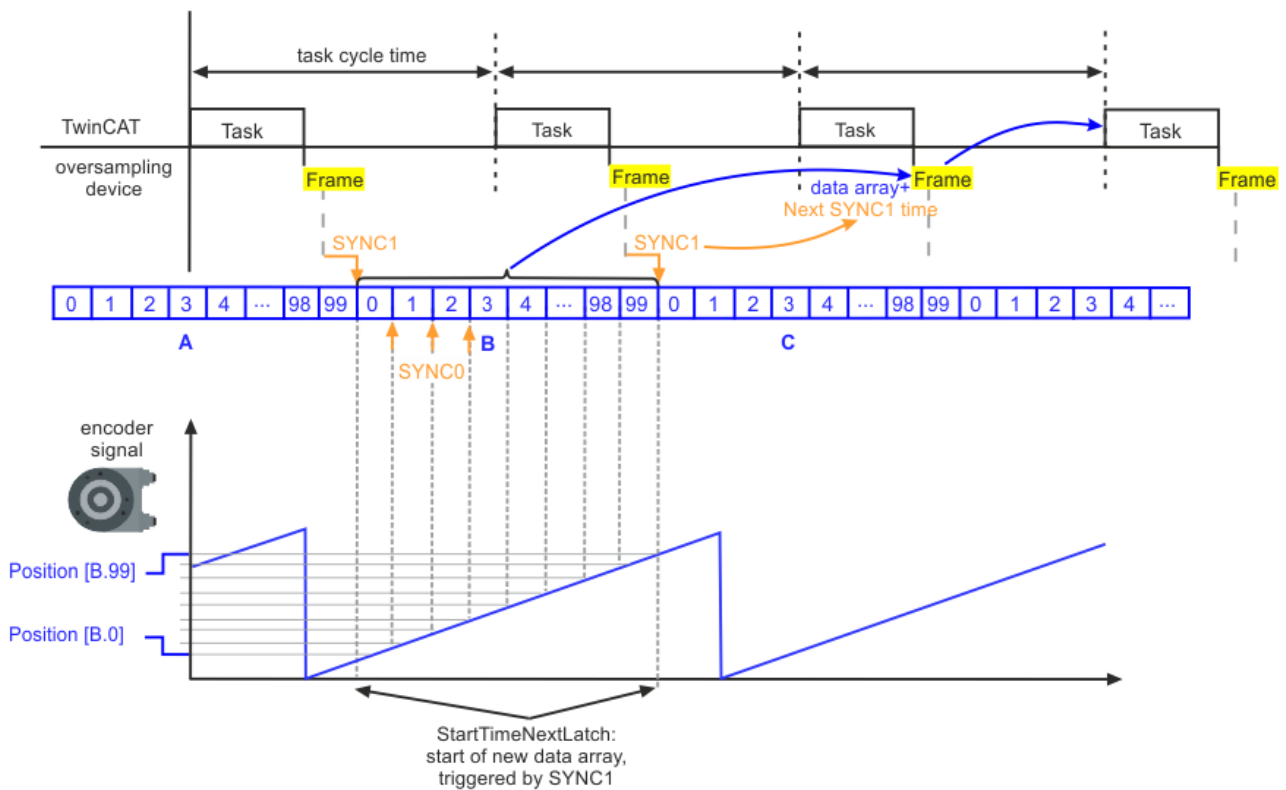 task cycle time
TwinCAT
Task
Task
Task
Task
oversampling
device
Frame
Frame
Frame
Frame
data array+
Next SYNC1 time
SYNC1
SYNC1
0 1 2 3 4 ... 98 99 0 1 2 3 4 ... 98 99 0 1 2 3 4 ... 98 99 0 1 2 3 4 ...
A
B
C
SYNC0
encoder
signal
Position [B.99]
Position [B.0]
StartTimeNextLatch:
start of new data array,
triggered by SYNC1